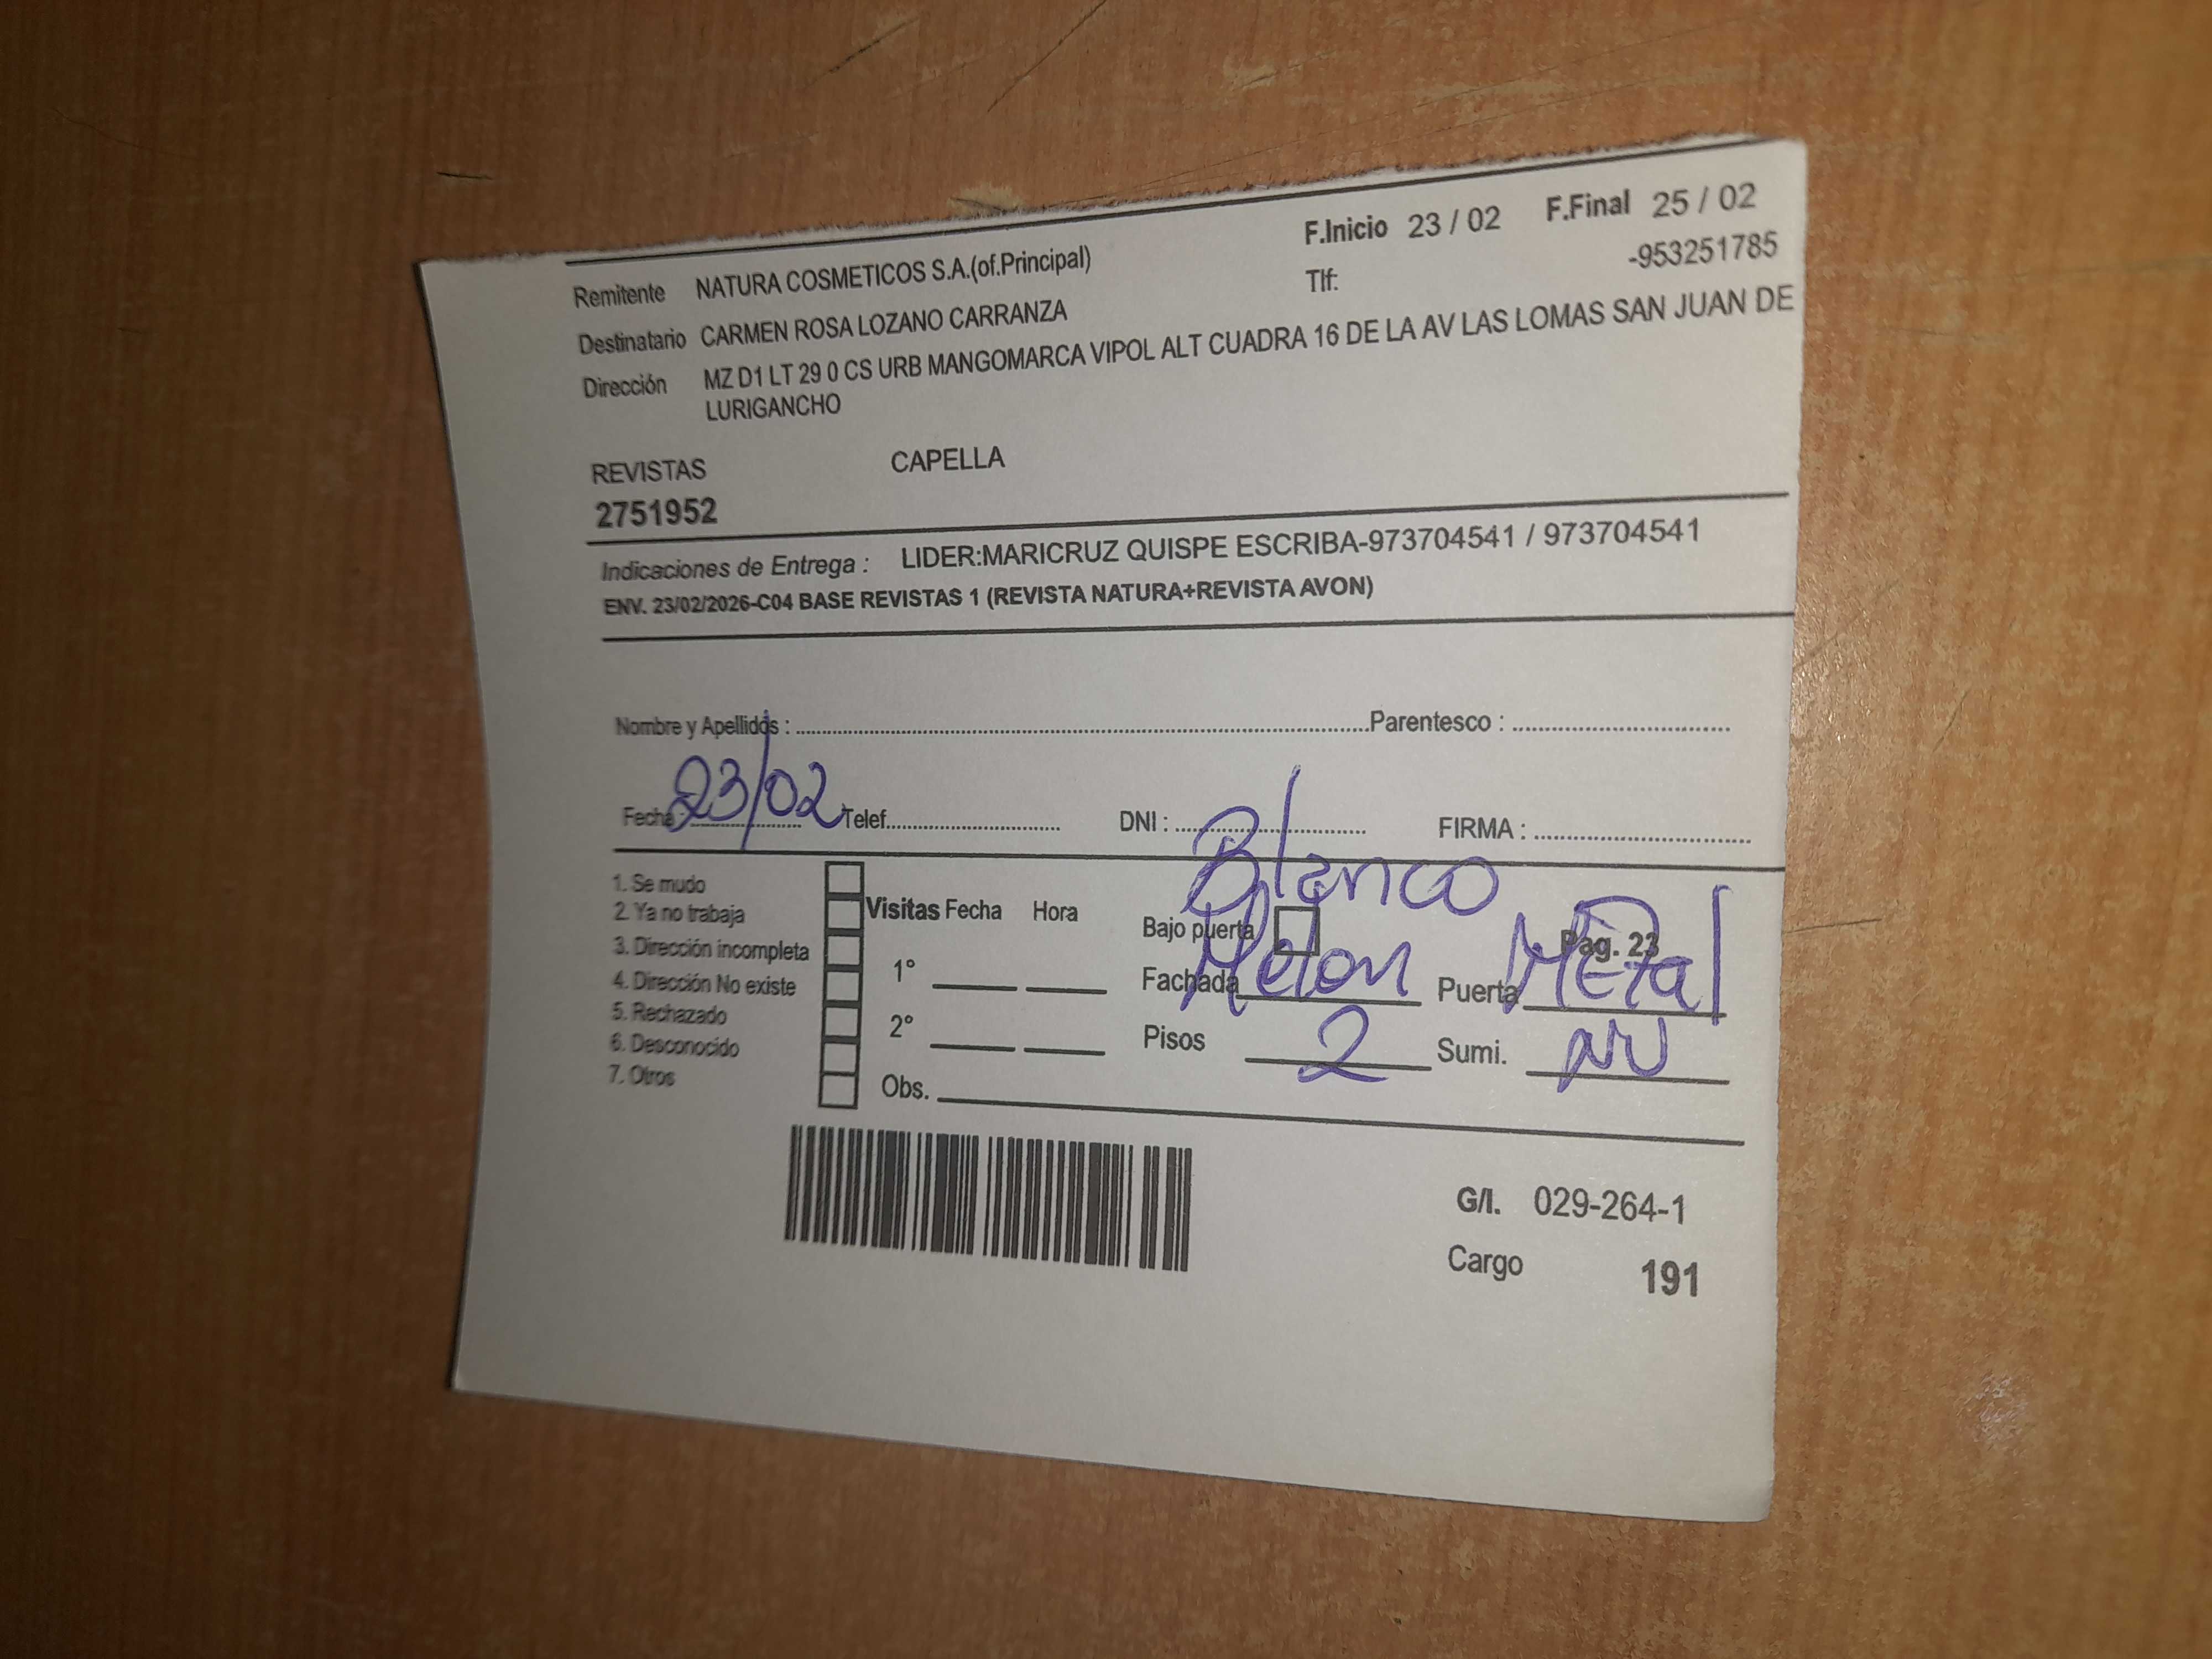 F.Inicio 23 / 02 F.Final 25 / 02
Remitente NATURA COSMETICOS S.A.(of.Principal) Tlf: -953251785
Destinatario CARMEN ROSA LOZANO CARRANZA
Dirección MZ D1 LT 29 0 CS URB MANGOMARCA VIPOL ALT CUADRA 16 DE LA AV LAS LOMAS SAN JUAN DE
LURIGANCHO
REVISTAS CAPELLA
2751952
Indicaciones de Entrega : LIDER:MARICRUZ QUISPE ESCRIBA-973704541 / 973704541
ENV. 23/02/2026-C04 BASE REVISTAS 1 (REVISTA NATURA+REVISTA AVON)
Nombre y Apellidos : Parentesco :
Fecha : 23/02 Telef. DNI : FIRMA :
Blanco
1. Se mudo
2. Ya no trabaja
3. Dirección incompleta
4. Dirección No existe
5. Rechazado
6. Desconocido
7. Otros
Visitas Fecha Hora
1°
2°
Obs.
Bajo puerta Pag. 23
Fachada Melon Puerta Metal
Pisos 2 Sumi.
G/I. 029-264-1
Cargo 191